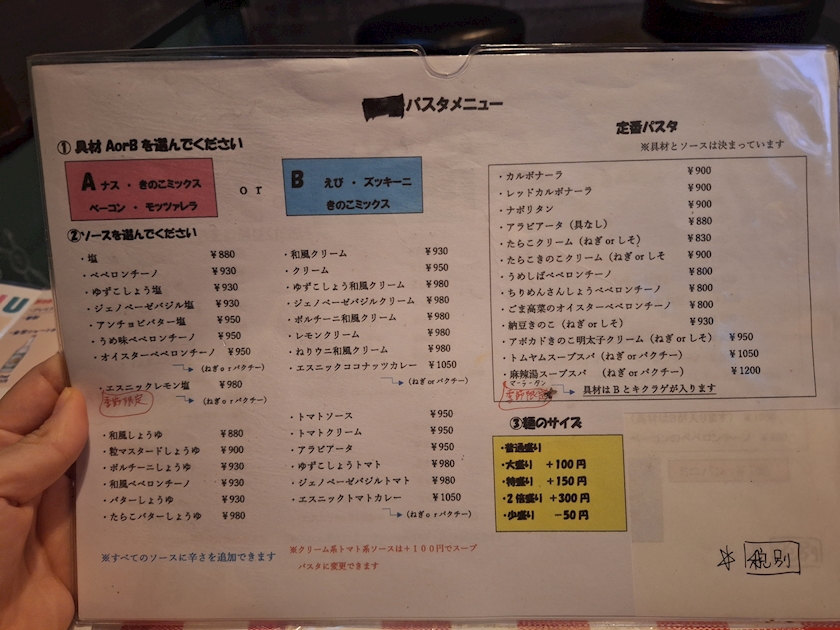 パスタメニュー
① 具材 AorB を選んでください
A ナス ・ きのこミックス
ベーコン ・ モッツァレラ
or
B えび ・ ズッキーニ
きのこミックス
②ソースを選んでください
・塩 ¥880
・ペペロンチーノ ¥930
・ゆずこしょう塩 ¥930
・ジェノベーゼバジル塩 ¥930
・アンチョビバター塩 ¥950
・うめ味ペペロンチーノ ¥950
・オイスターペペロンチーノ ¥950
(ねぎorパクチー)
・エスニックレモン塩 ¥980
季節限定
(ねぎorパクチー)
・和風しょうゆ ¥880
・粒マスタードしょうゆ ¥900
・ポルチーニしょうゆ ¥930
・和風ペペロンチーノ ¥930
・バターしょうゆ ¥930
・たらこバターしょうゆ ¥980
・和風クリーム ¥930
・クリーム ¥950
・ゆずこしょう和風クリーム ¥980
・ジェノベーゼバジルクリーム ¥980
・ポルチーニ和風クリーム ¥980
・レモンクリーム ¥980
・ねりウニ和風クリーム ¥980
・エスニックココナッツカレー ¥1050
(ねぎorパクチー)
・トマトソース ¥950
・トマトクリーム ¥950
・アラビアータ ¥950
・ゆずこしょうトマト ¥980
・ジェノベーゼバジルトマト ¥980
・エスニックトマトカレー ¥1050
(ねぎorパクチー)
※すべてのソースに辛さを追加できます
※クリーム系トマト系ソースは+100円でスープ
パスタに変更できます
定番パスタ
※具材とソースは決まっています
・カルボナーラ ¥900
・レッドカルボナーラ ¥900
・ナポリタン ¥900
・アラビアータ(具なし) ¥880
・たらこクリーム(ねぎorしそ) ¥830
・たらこきのこクリーム(ねぎorしそ ¥900
・うめしばペペロンチーノ ¥800
・ちりめんさんしょうペペロンチーノ ¥800
・ごま高菜のオイスターペペロンチーノ ¥800
・納豆きのこ(ねぎorしそ) ¥930
・アボカドきのこ明太子クリーム(ねぎorしそ) ¥950
・トムヤムスープスパ (ねぎorパクチー) ¥1050
・麻辣湯スープスパ (ねぎorパクチー) ¥1200
マーラータン
季節限定
具材はBとキクラゲが入ります
③麺のサイズ
・普通盛り
・大盛り +100円
・特盛り +150円
・2倍盛り +300円
・少盛り −50円
※税別